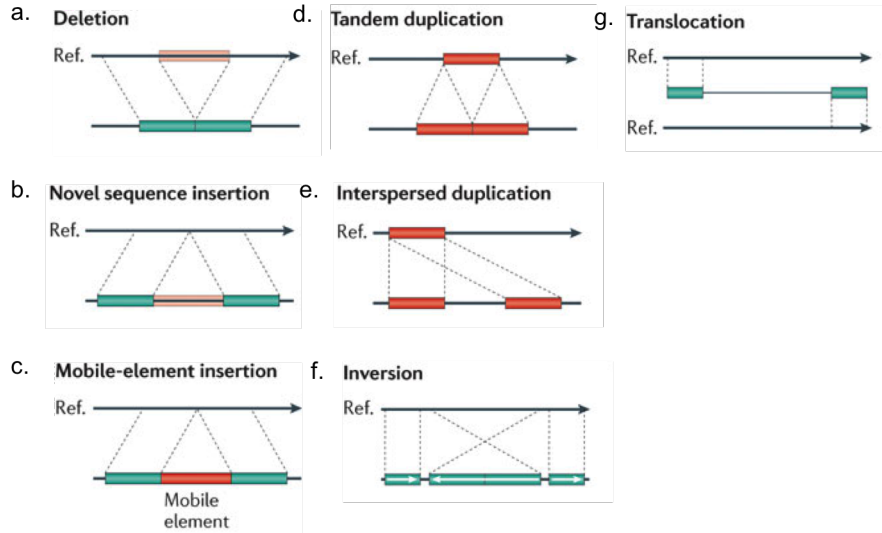 a.
Deletion
Ref.
b.
Novel sequence insertion
Ref.
c.
Mobile-element insertion
Ref.
Mobile
element
d.
Tandem duplication
Ref.
e.
Interspersed duplication
Ref.
f.
Inversion
Ref.
g.
Translocation
Ref.
Ref.